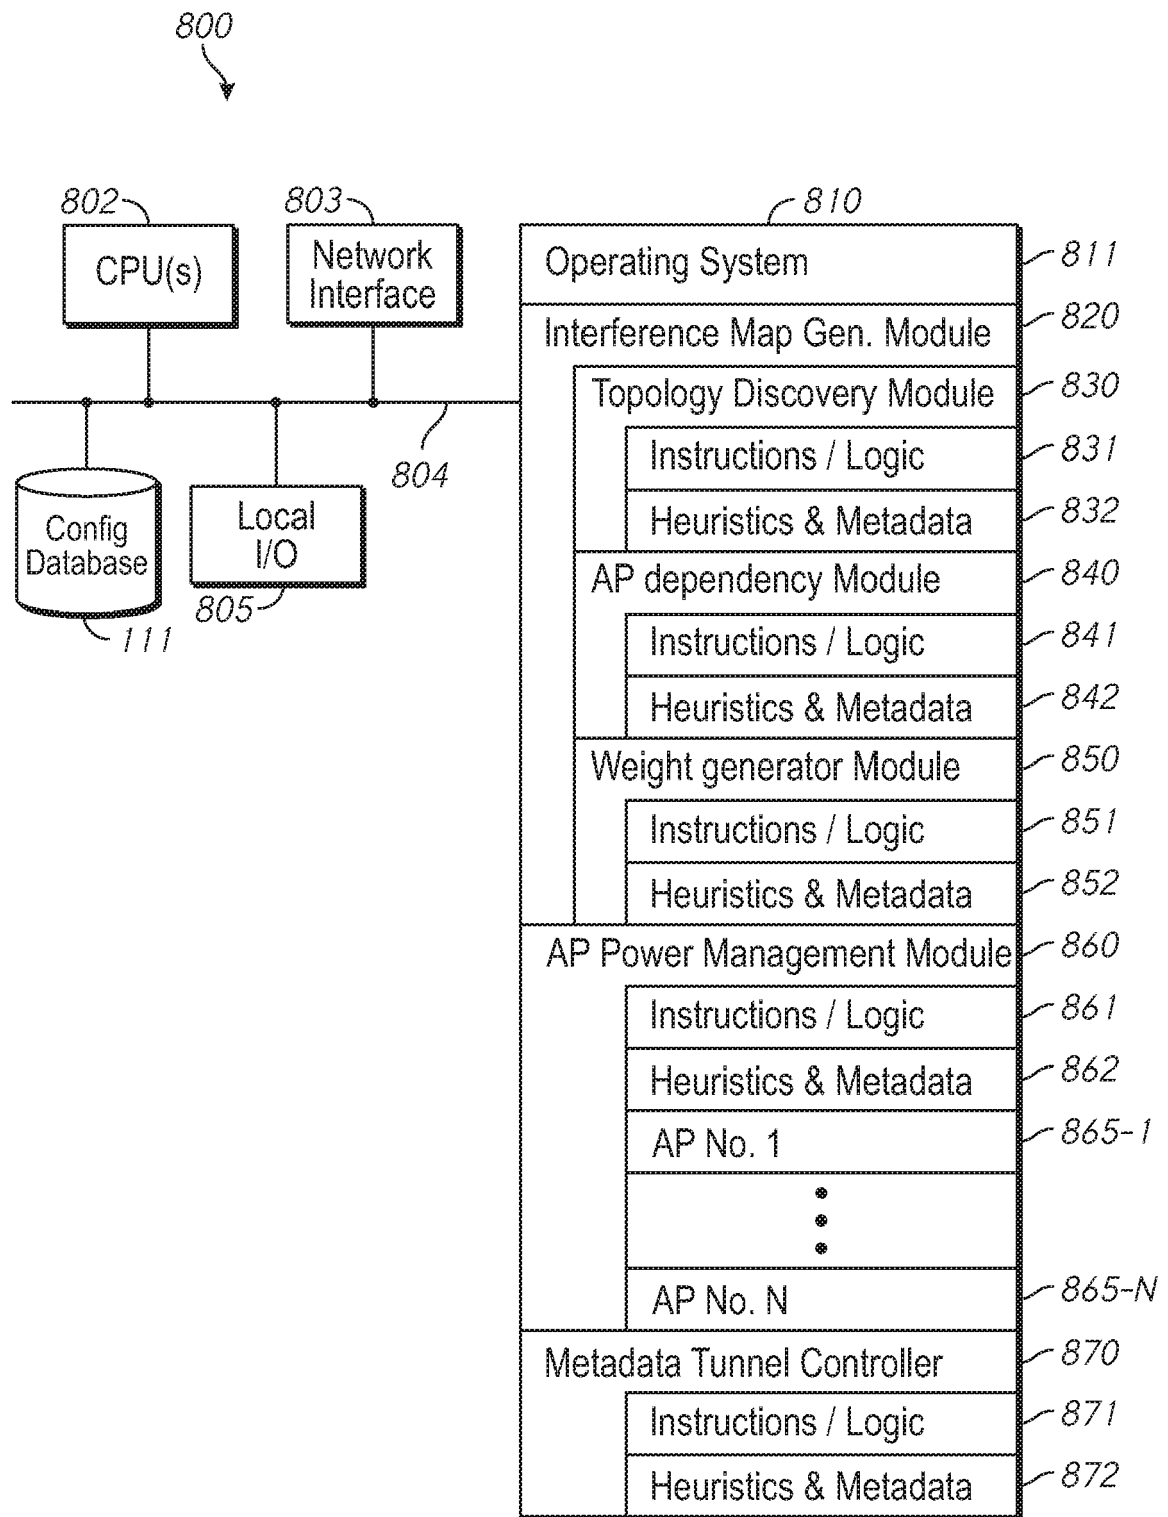 800
802
803
810
CPU(s)
Network
Interface
Operating System
811
Interference Map Gen. Module
820
Topology Discovery Module
830
Instructions / Logic
831
804
Heuristics & Metadata
832
Config
Database
Local
I/O
111
805
AP dependency Module
840
Instructions / Logic
841
Heuristics & Metadata
842
Weight generator Module
850
Instructions / Logic
851
Heuristics & Metadata
852
AP Power Management Module
860
Instructions / Logic
861
Heuristics & Metadata
862
AP No. 1
865-1
AP No. N
865-N
Metadata Tunnel Controller
870
Instructions / Logic
871
Heuristics & Metadata
872